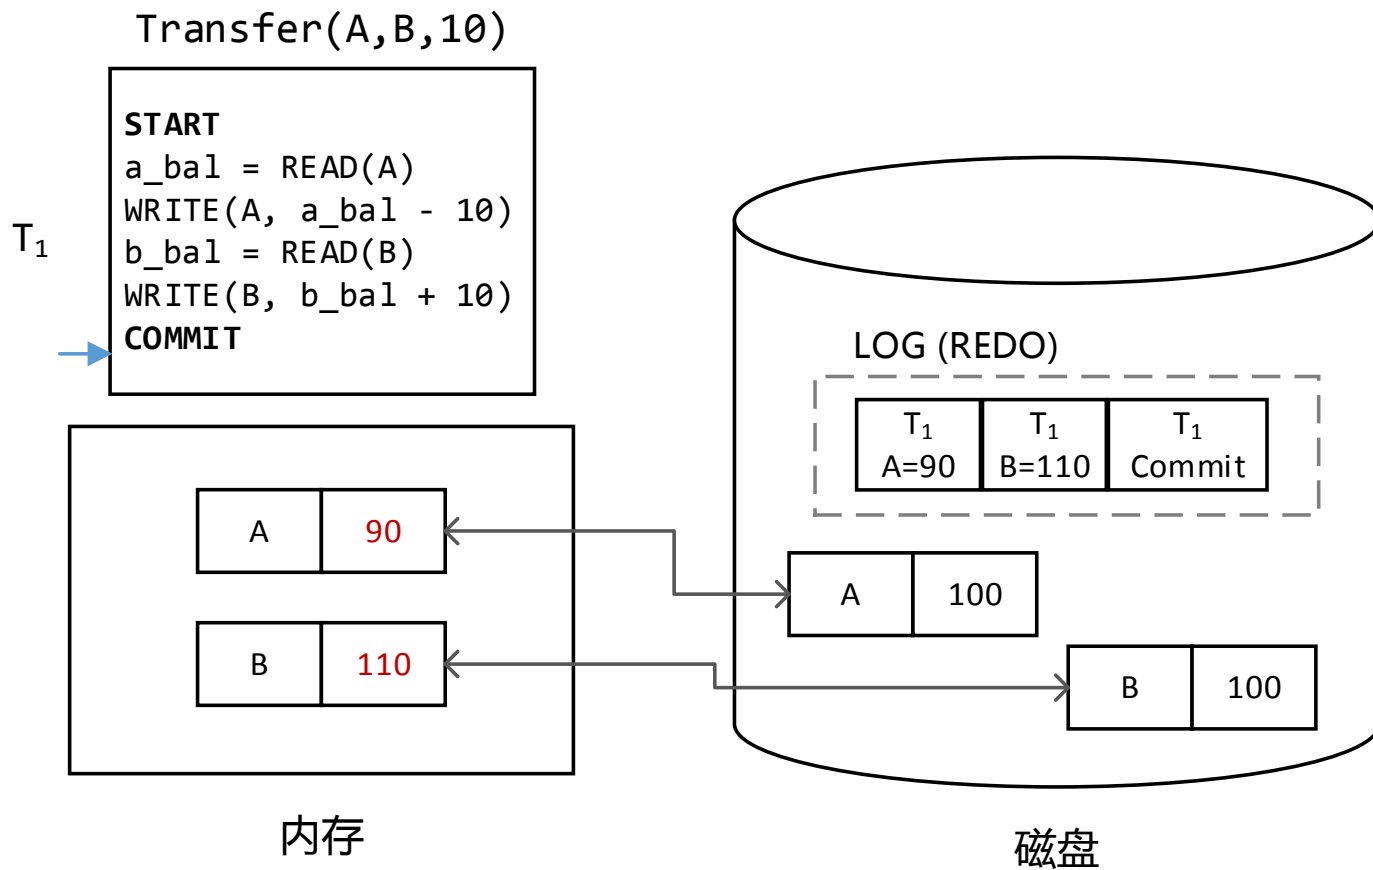 Transfer(A,B,10)
START
a_bal = READ(A)
WRITE(A, a_bal - 10)
b_bal = READ(B)
WRITE(B, b_bal + 10)
COMMIT
T₁
LOG (REDO)
T₁ T₁ T₁
A=90 B=110 Commit
A 90
B 110
A 100
B 100
内存
磁盘